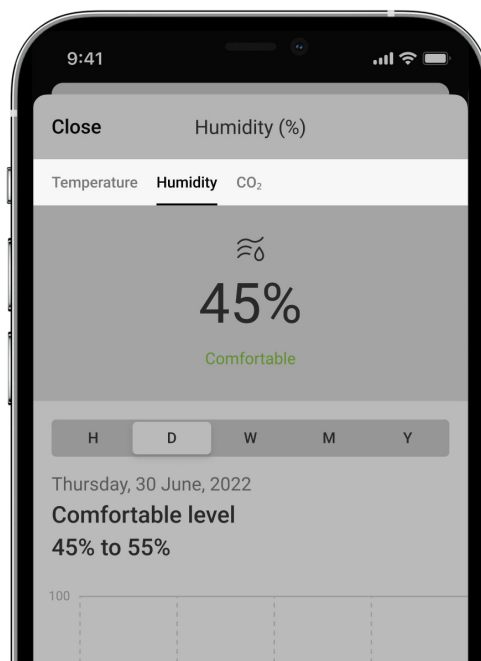 9:41
Close Humidity (%)
Temperature Humidity CO₂
45%
Comfortable
H D W M Y
Thursday, 30 June, 2022
Comfortable level
45% to 55%
100